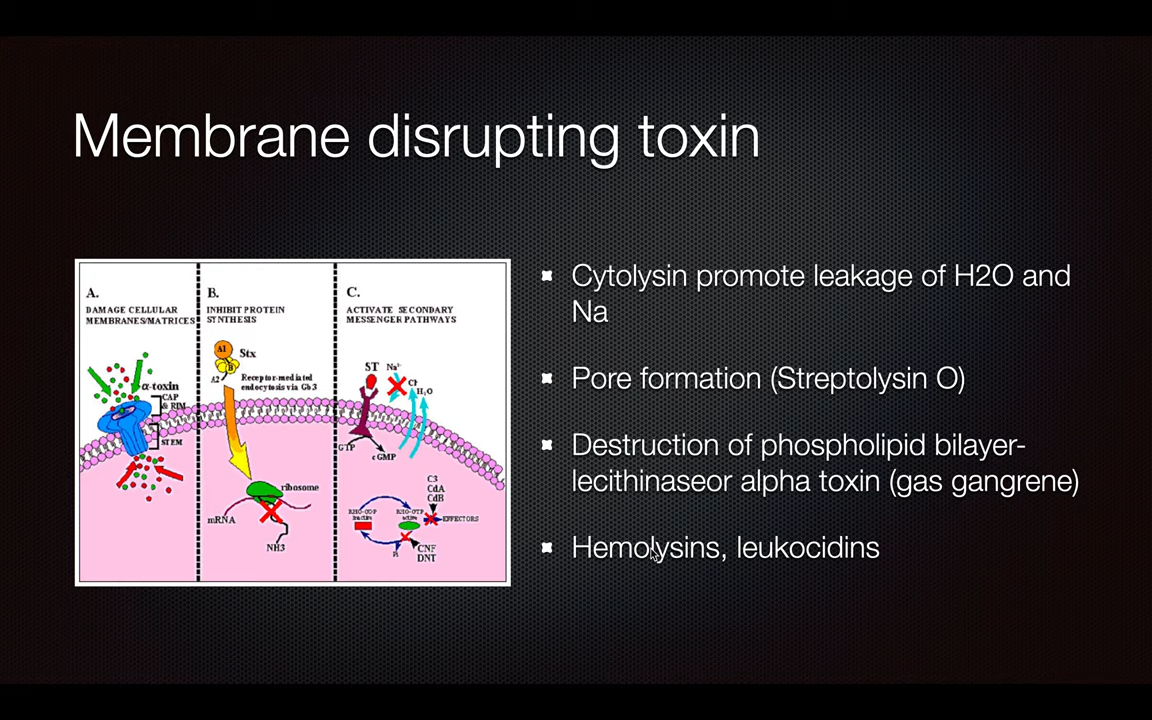 Membrane disrupting toxin
A.
DAMAGE CELLULAR
MEMBRANES/MATRICES
α-toxin
CAP
& RIM
STEM
B.
INHIBIT PROTEIN
SYNTHESIS
A1
Stx
B
A2
Receptor-mediated
endocytosis via Gb3
ribosome
mRNA
NH3
C.
ACTIVATE SECONDARY
MESSENGER PATHWAYS
ST
Na+
Cl-
H2O
GTP
cGMP
C3
CdA
CdB
RHO-GDP
RHO-GTP
EFFECTORS
Pi
CNF
DNT
Cytolysin promote leakage of H2O and
Na
Pore formation (Streptolysin O)
Destruction of phospholipid bilayer-
lecithinaseor alpha toxin (gas gangrene)
Hemolysins, leukocidins